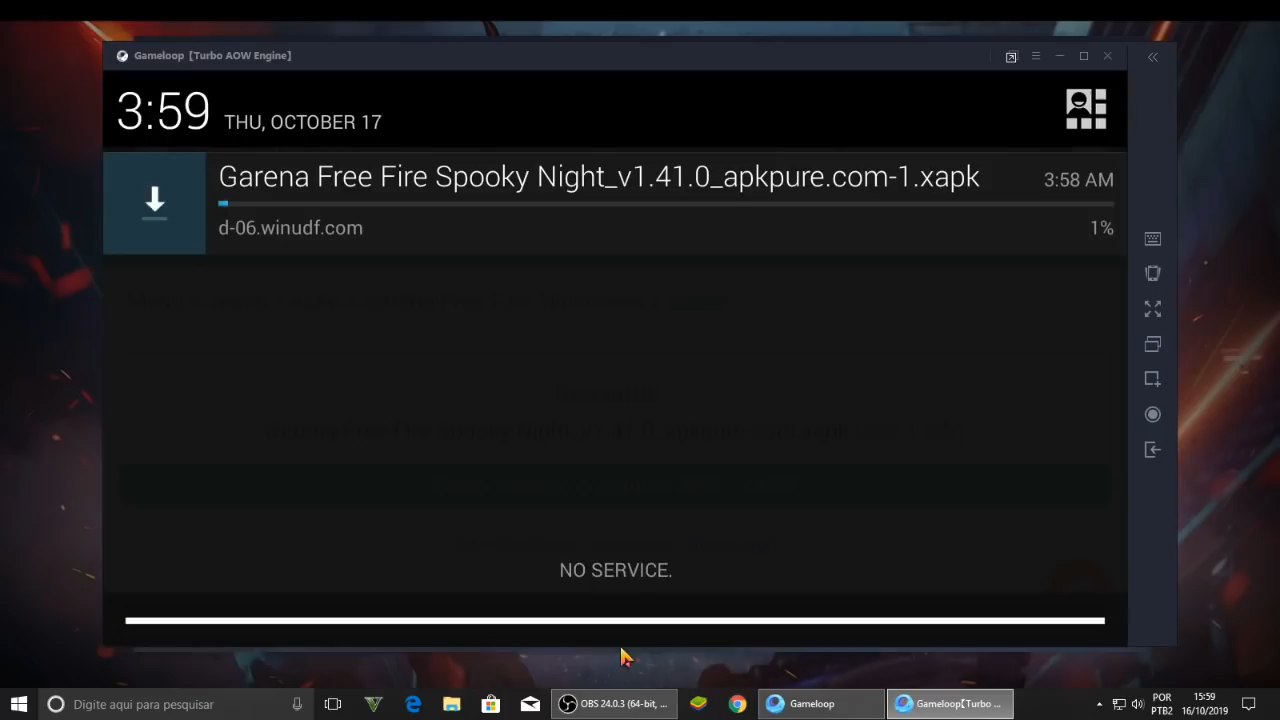 Gameloop【Turbo AOW Engine】
3:59 THU, OCTOBER 17
Garena Free Fire Spooky Night_v1.41.0_apkpure.com-1.xapk 3:58 AM
d-06.winudf.com 1%
NO SERVICE.
Digite aqui para pesquisar
OBS 24.0.3 (64-bit, ...
Gameloop
Gameloop【Turbo ...
POR
PTB2
15:59
16/10/2019